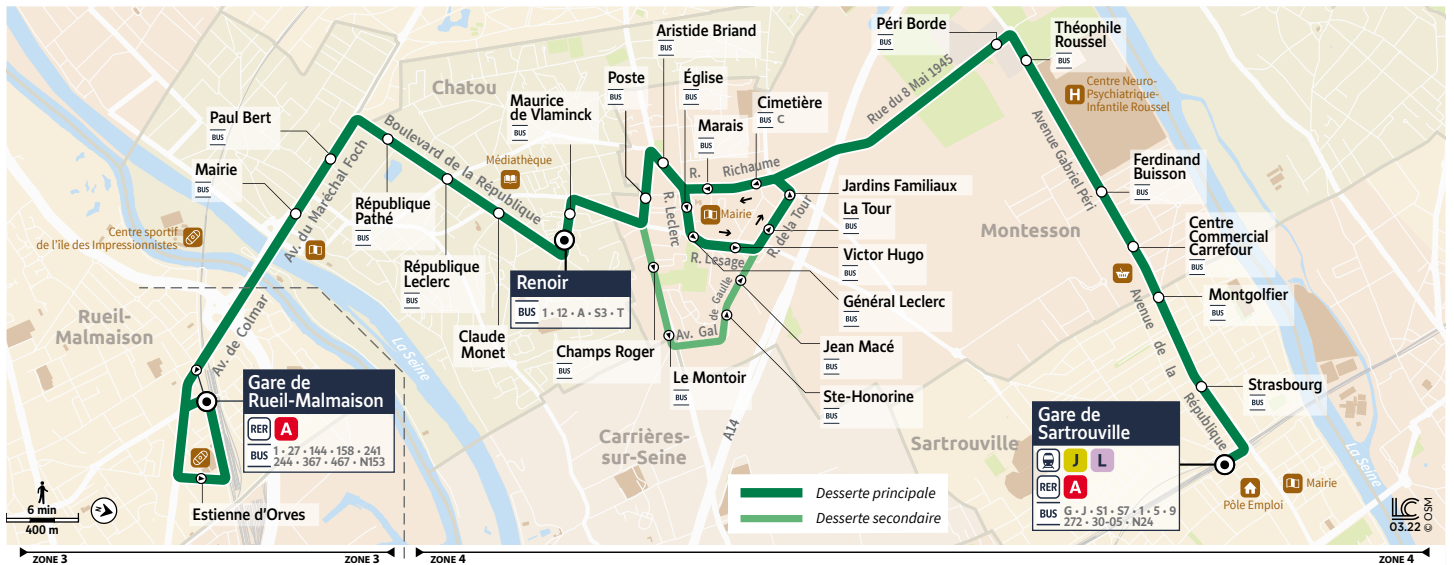 Péri Borde
BUS
Théophile
Roussel
BUS
H
Centre Neuro-
Psychiatrique-
Infantile Roussel
Aristide Briand
BUS
Poste
BUS
Église
BUS
Cimetière
BUS C
Marais
BUS
Chatou
Maurice
de Vlaminck
BUS
Paul Bert
BUS
Mairie
BUS
Boulevard de la République
Médiathèque
Rue du 8 Mai 1945
Avenue Gabriel Péri
Ferdinand
Buisson
BUS
Av. du Maréchal Foch
République
Pathé
BUS
R. Richaume
Jardins Familiaux
La Tour
BUS
Mairie
R. Leclerc
R. Lesage
R. de la Tour
Victor Hugo
BUS
Montesson
Centre
Commercial
Carrefour
BUS
Centre sportif
de l'île des Impressionnistes
République
Leclerc
BUS
Renoir
BUS 1 • 12 • A • S3 • T
Général Leclerc
BUS
Montgolfier
BUS
Rueil-
Malmaison
Av. de Colmar
La Seine
Claude
Monet
Champs Roger
BUS
Av. Gal de Gaulle
Jean Macé
BUS
Avenue de la République
Le Montoir
BUS
Ste-Honorine
BUS
Strasbourg
BUS
Gare de
Rueil-Malmaison
RER A
BUS 1 • 27 • 144 • 158 • 241
244 • 367 • 467 • N153
Carrières-
sur-Seine
A14
Sartrouville
Gare de
Sartrouville
J L
RER A
BUS G • J • S1 • S7 • 1 • 5 • 9
272 • 30-05 • N24
La Seine
Pôle Emploi
Mairie
Estienne d'Orves
6 min
400 m
Desserte principale
Desserte secondaire
LC
03.22
© OSM
ZONE 3
ZONE 3
ZONE 4
ZONE 4